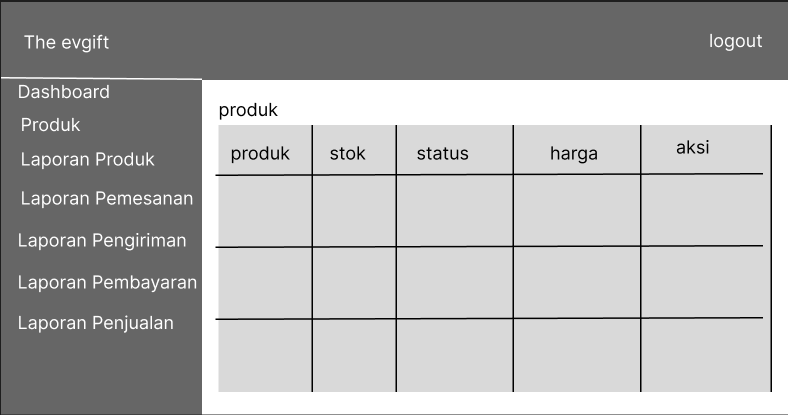 The evgift
logout
Dashboard
Produk
Laporan Produk
Laporan Pemesanan
Laporan Pengiriman
Laporan Pembayaran
Laporan Penjualan
produk
produk stok status harga aksi